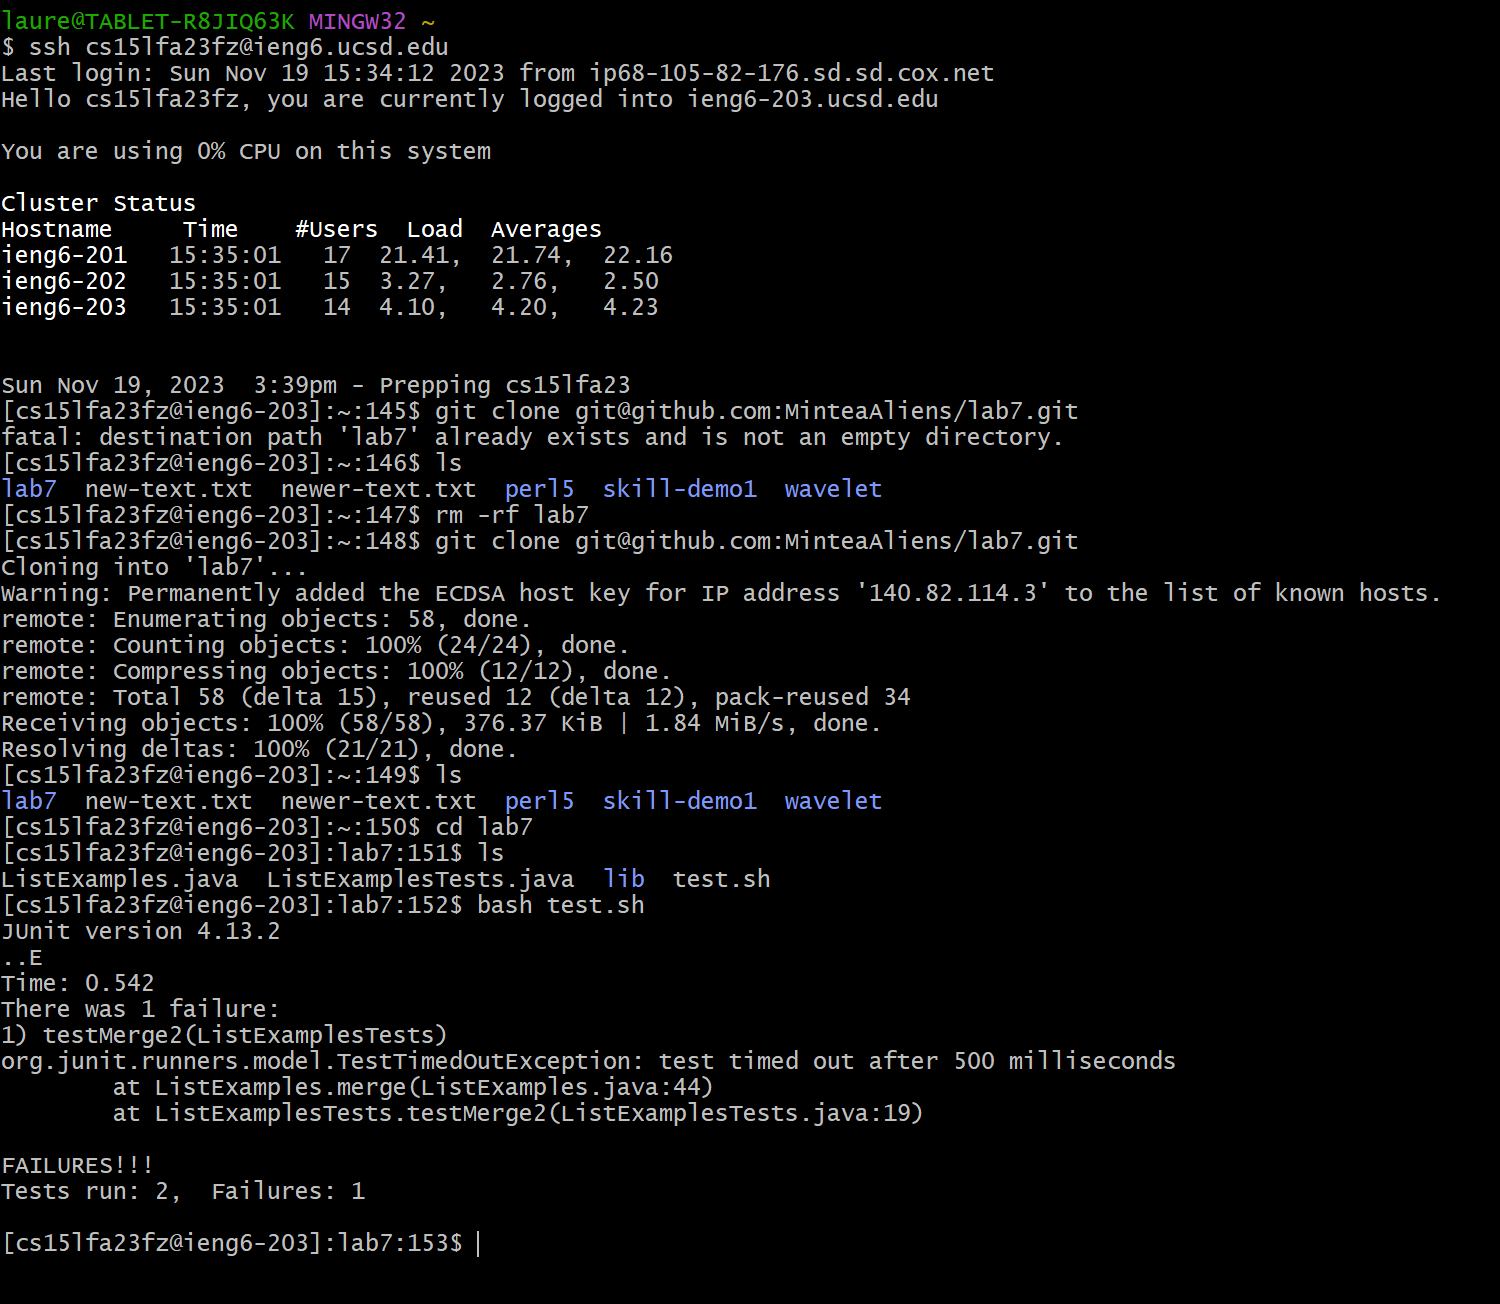 laure@TABLET-R8JIQ63K MINGW32 ~
$ ssh cs15lfa23fz@ieng6.ucsd.edu
Last login: Sun Nov 19 15:34:12 2023 from ip68-105-82-176.sd.sd.cox.net
Hello cs15lfa23fz, you are currently logged into ieng6-203.ucsd.edu
You are using 0% CPU on this system
Cluster Status
Hostname     Time    #Users  Load  Averages
ieng6-201   15:35:01   17  21.41,  21.74,  22.16
ieng6-202   15:35:01   15  3.27,   2.76,   2.50
ieng6-203   15:35:01   14  4.10,   4.20,   4.23
Sun Nov 19, 2023  3:39pm - Prepping cs15lfa23
[cs15lfa23fz@ieng6-203]:~:145$ git clone git@github.com:MinteaAliens/lab7.git
fatal: destination path 'lab7' already exists and is not an empty directory.
[cs15lfa23fz@ieng6-203]:~:146$ ls
lab7  new-text.txt  newer-text.txt  perl5  skill-demo1  wavelet
[cs15lfa23fz@ieng6-203]:~:147$ rm -rf lab7
[cs15lfa23fz@ieng6-203]:~:148$ git clone git@github.com:MinteaAliens/lab7.git
Cloning into 'lab7'...
Warning: Permanently added the ECDSA host key for IP address '140.82.114.3' to the list of known hosts.
remote: Enumerating objects: 58, done.
remote: Counting objects: 100% (24/24), done.
remote: Compressing objects: 100% (12/12), done.
remote: Total 58 (delta 15), reused 12 (delta 12), pack-reused 34
Receiving objects: 100% (58/58), 376.37 KiB | 1.84 MiB/s, done.
Resolving deltas: 100% (21/21), done.
[cs15lfa23fz@ieng6-203]:~:149$ ls
lab7  new-text.txt  newer-text.txt  perl5  skill-demo1  wavelet
[cs15lfa23fz@ieng6-203]:~:150$ cd lab7
[cs15lfa23fz@ieng6-203]:lab7:151$ ls
ListExamples.java  ListExamplesTests.java  lib  test.sh
[cs15lfa23fz@ieng6-203]:lab7:152$ bash test.sh
JUnit version 4.13.2
..E
Time: 0.542
There was 1 failure:
1) testMerge2(ListExamplesTests)
org.junit.runners.model.TestTimedOutException: test timed out after 500 milliseconds
        at ListExamples.merge(ListExamples.java:44)
        at ListExamplesTests.testMerge2(ListExamplesTests.java:19)
FAILURES!!!
Tests run: 2,  Failures: 1
[cs15lfa23fz@ieng6-203]:lab7:153$